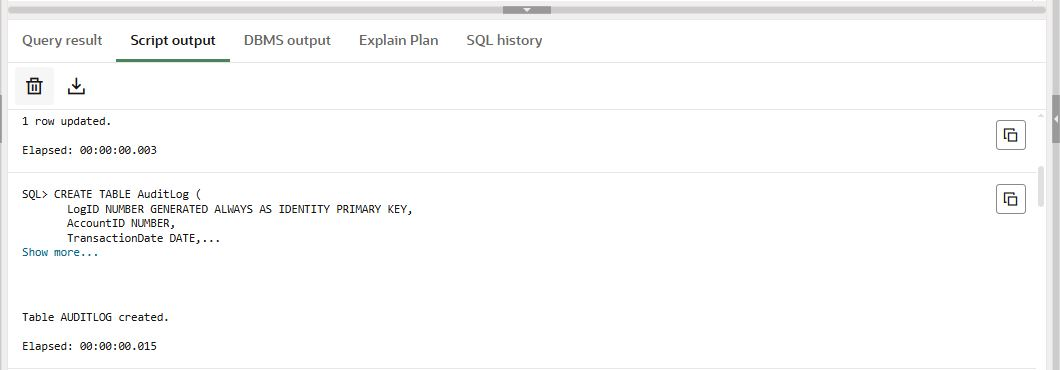 Query result Script output DBMS output Explain Plan SQL history
1 row updated.
Elapsed: 00:00:00.003
SQL> CREATE TABLE AuditLog (
LogID NUMBER GENERATED ALWAYS AS IDENTITY PRIMARY KEY,
AccountID NUMBER,
TransactionDate DATE,...
Show more...
Table AUDITLOG created.
Elapsed: 00:00:00.015